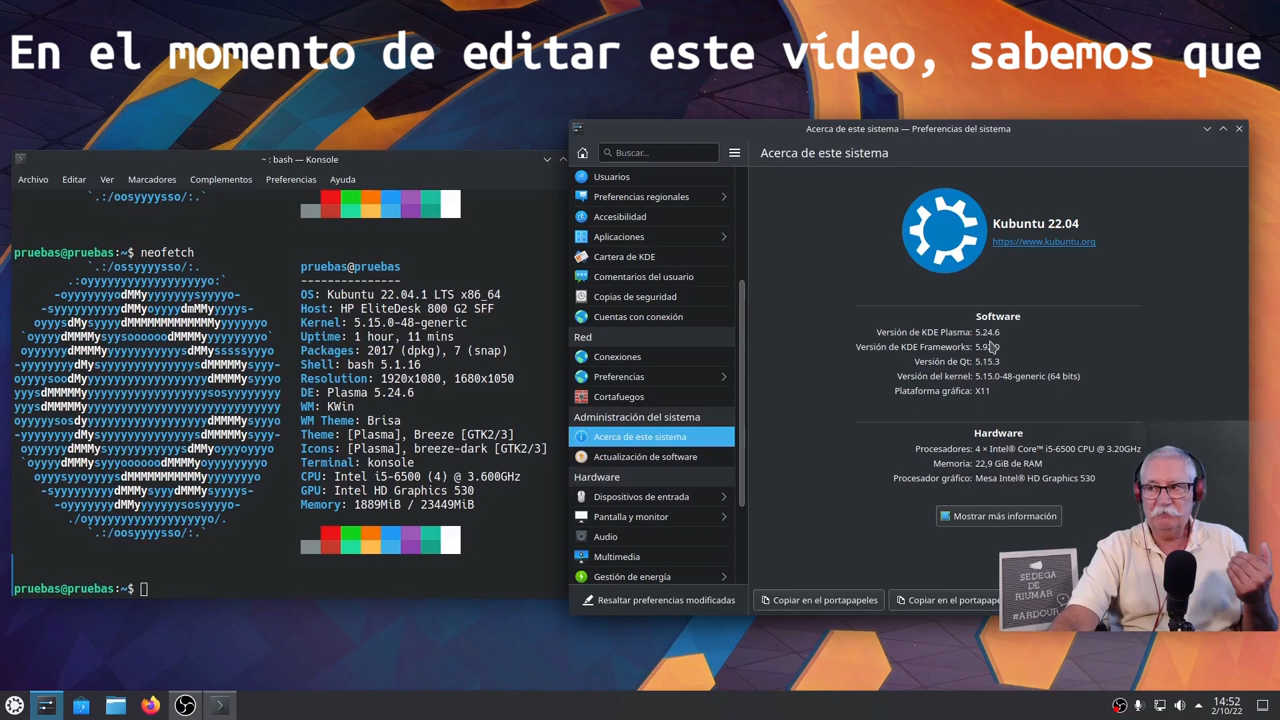 En el momento de editar este vídeo, sabemos que
~ : bash — Konsole
Archivo Editar Ver Marcadores Complementos Preferencias Ayuda
`.:/oosyyyysso/:.`
pruebas@pruebas:~$ neofetch
pruebas@pruebas
---------------
OS: Kubuntu 22.04.1 LTS x86_64
Host: HP EliteDesk 800 G2 SFF
Kernel: 5.15.0-48-generic
Uptime: 1 hour, 11 mins
Packages: 2017 (dpkg), 7 (snap)
Shell: bash 5.1.16
Resolution: 1920x1080, 1680x1050
DE: Plasma 5.24.6
WM: KWin
WM Theme: Brisa
Theme: [Plasma], Breeze [GTK2/3]
Icons: [Plasma], breeze-dark [GTK2/3]
Terminal: konsole
CPU: Intel i5-6500 (4) @ 3.600GHz
GPU: Intel HD Graphics 530
Memory: 1889MiB / 23449MiB
pruebas@pruebas:~$
Acerca de este sistema — Preferencias del sistema
Buscar...
Usuarios
Preferencias regionales
Accesibilidad
Aplicaciones
Cartera de KDE
Comentarios del usuario
Copias de seguridad
Cuentas con conexión
Red
Conexiones
Preferencias
Cortafuegos
Administración del sistema
Acerca de este sistema
Actualización de software
Hardware
Dispositivos de entrada
Pantalla y monitor
Audio
Multimedia
Gestión de energía
Resaltar preferencias modificadas
Acerca de este sistema
Kubuntu 22.04
https://www.kubuntu.org
Software
Versión de KDE Plasma: 5.24.6
Versión de KDE Frameworks:
Versión de Qt: 5.15.3
Versión del kernel: 5.15.0-48-generic (64 bits)
Plataforma gráfica: X11
Hardware
Procesadores: 4 × Intel® Core™ i5-6500 CPU @ 3.20GHz
Memoria: 22,9 GiB de RAM
Procesador gráfico: Mesa Intel® HD Graphics 530
Mostrar más información
Copiar en el portapapeles
Copiar en el portapape
SEDEGA
DE
RIUMAR
#ARDOUR
14:52
2/10/22